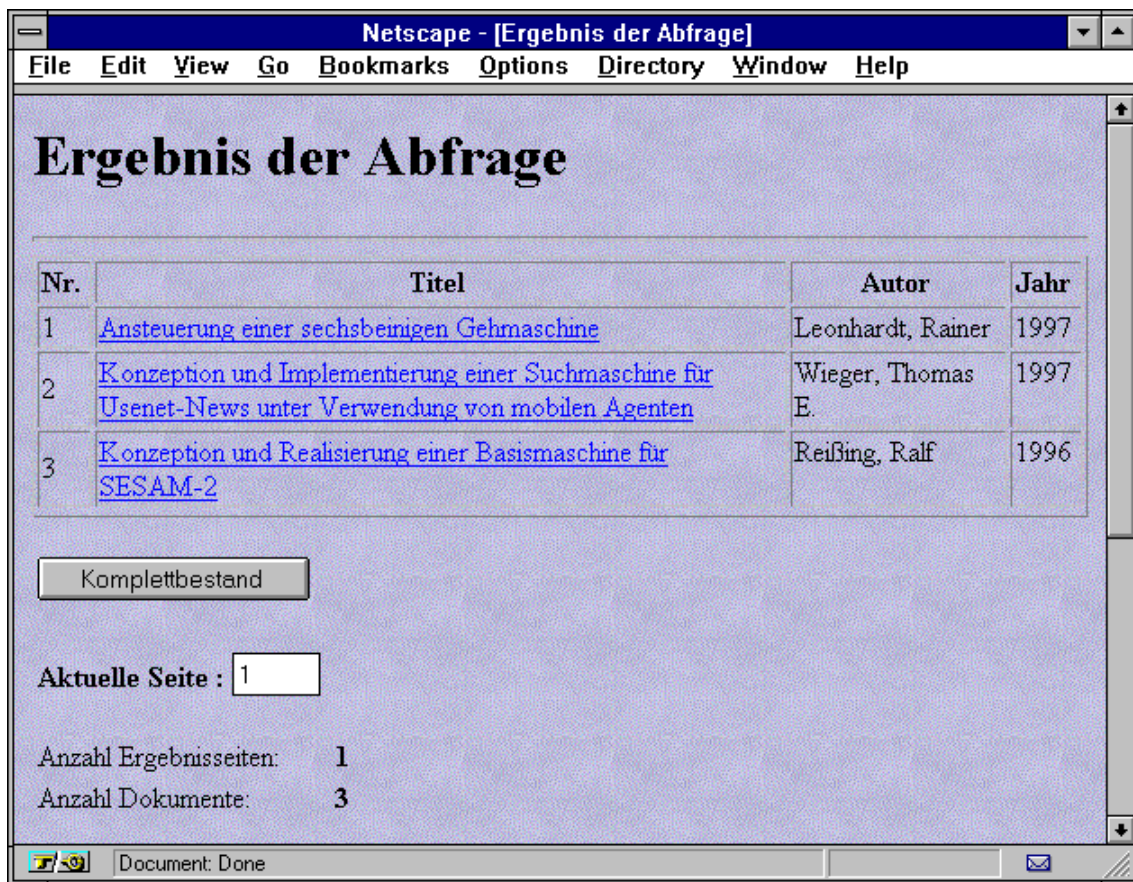 Netscape - [Ergebnis der Abfrage]
File Edit View Go Bookmarks Options Directory Window Help
Ergebnis der Abfrage
Nr. Titel Autor Jahr
1 Ansteuerung einer sechsbeinigen Gehmaschine Leonhardt, Rainer 1997
2 Konzeption und Implementierung einer Suchmaschine für Wieger, Thomas 1997
Usenet-News unter Verwendung von mobilen Agenten E.
3 Konzeption und Realisierung einer Basismaschine für Reißing, Ralf 1996
SESAM-2
Komplettbestand
Aktuelle Seite : 1
Anzahl Ergebnisseiten: 1
Anzahl Dokumente: 3
Document: Done